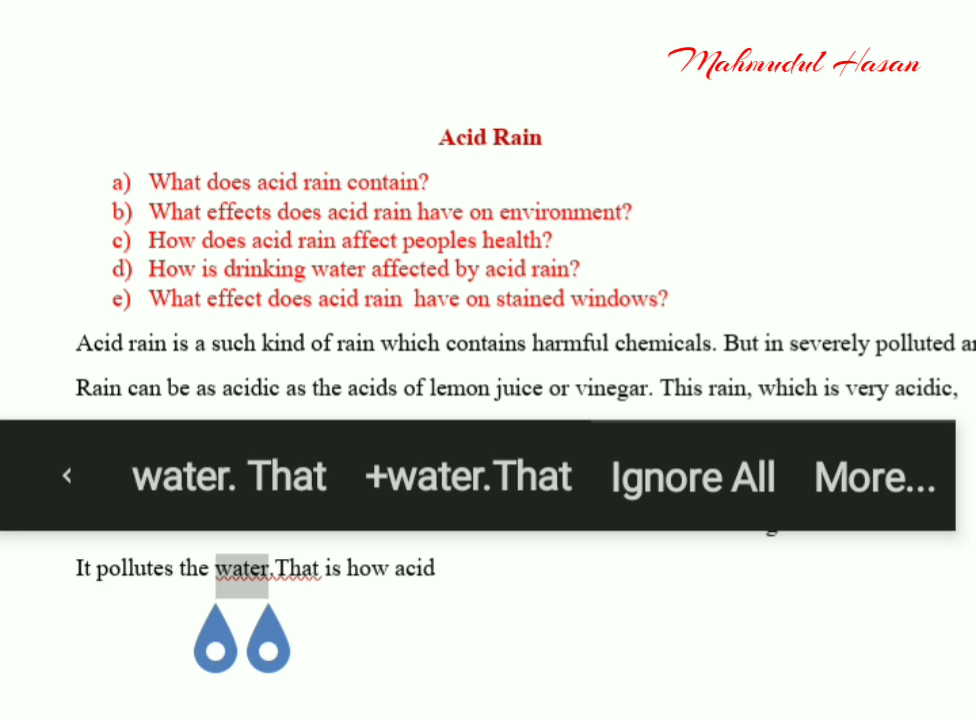 Mahmudul Hasan
Acid Rain
a) What does acid rain contain?
b) What effects does acid rain have on environment?
c) How does acid rain affect peoples health?
d) How is drinking water affected by acid rain?
e) What effect does acid rain have on stained windows?
Acid rain is a such kind of rain which contains harmful chemicals. But in severely polluted
Rain can be as acidic as the acids of lemon juice or vinegar. This rain, which is very acidic,
‹ water. That +water.That Ignore All More...
It pollutes the water.That is how acid